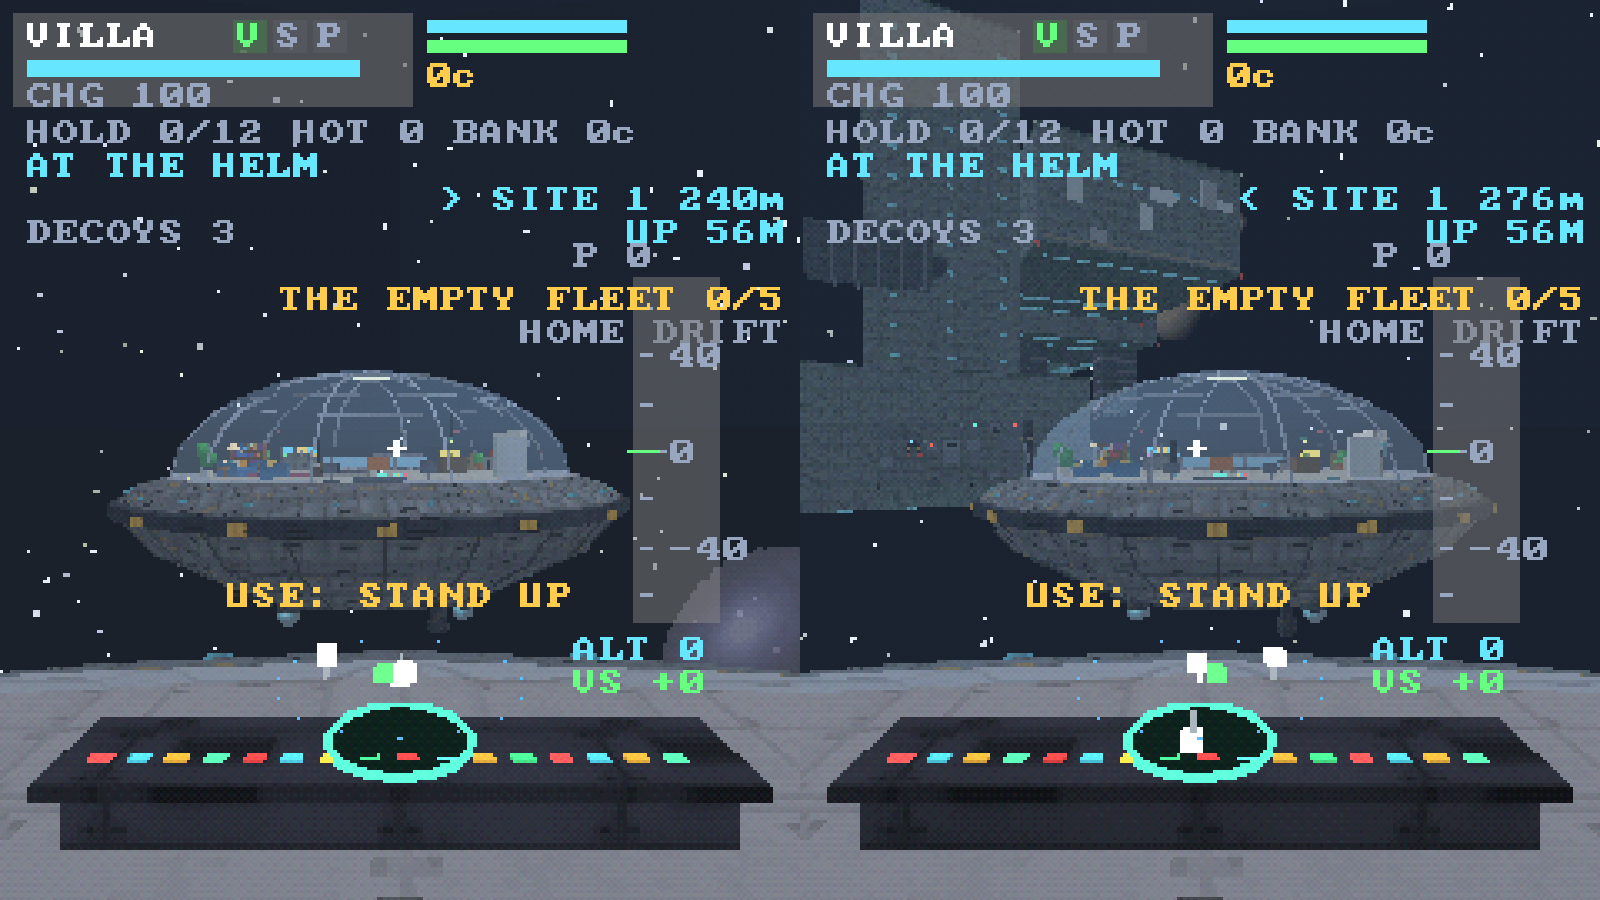 VILLA V S P
0c
CHG 100
HOLD 0/12 HOT 0 BANK 0c
AT THE HELM
> SITE 1 240m
DECOYS 3
UP 56M
P 0
THE EMPTY FLEET 0/5
HOME DRIFT
40
0
-40
USE: STAND UP
ALT 0
VS +0
VILLA V S P
0c
CHG 100
HOLD 0/12 HOT 0 BANK 0c
AT THE HELM
< SITE 1 276m
DECOYS 3
UP 56M
P 0
THE EMPTY FLEET 0/5
HOME DRIFT
40
0
-40
USE: STAND UP
ALT 0
VS +0